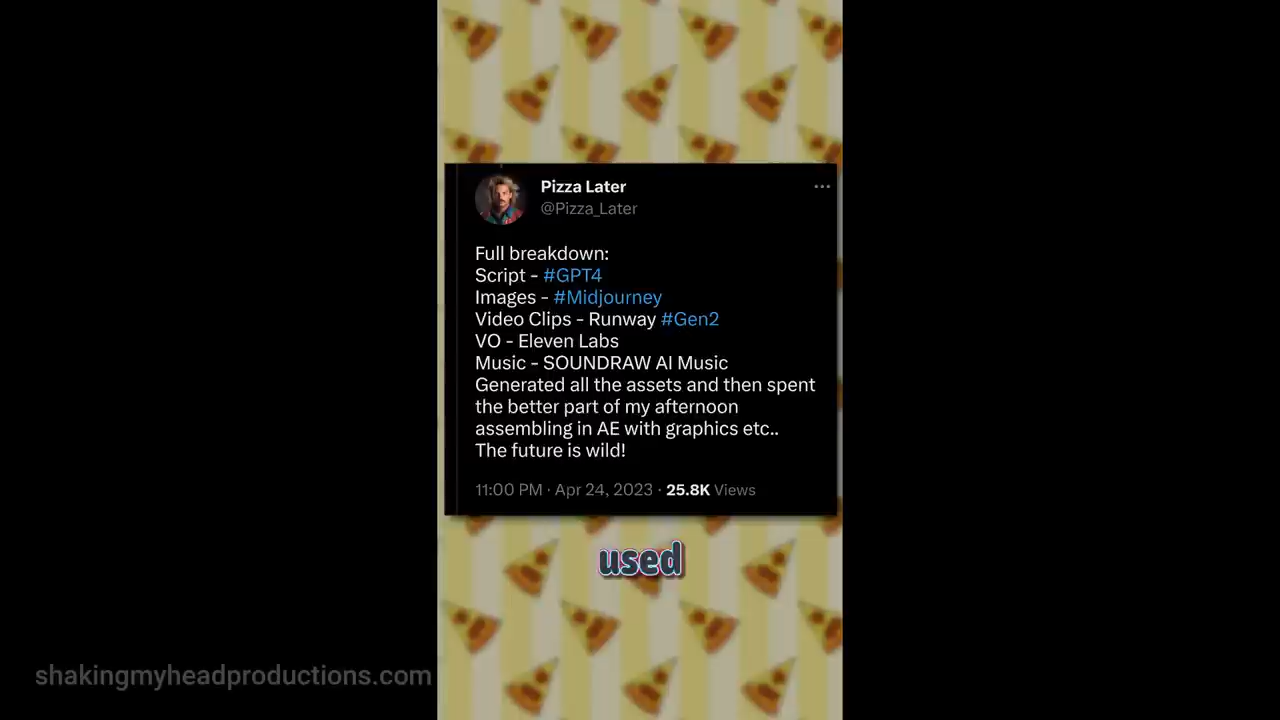 Pizza Later
@Pizza_Later
Full breakdown:
Script - #GPT4
Images - #Midjourney
Video Clips - Runway #Gen2
VO - Eleven Labs
Music - SOUNDRAW AI Music
Generated all the assets and then spent
the better part of my afternoon
assembling in AE with graphics etc..
The future is wild!
11:00 PM · Apr 24, 2023 · 25.8K Views
used
shakingmyheadproductions.com